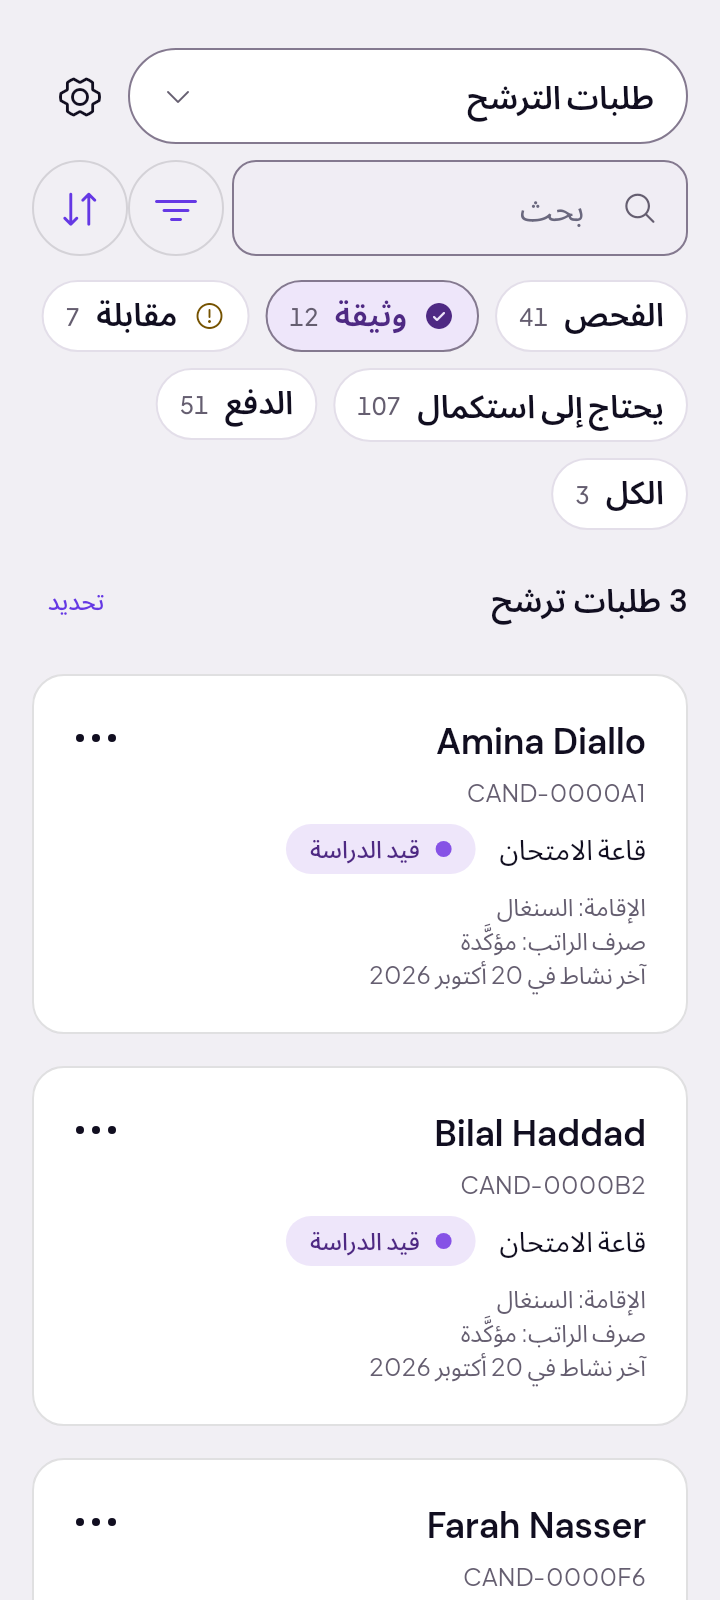 طلبات الترشح
بحث
الفحص 41
وثيقة 12
مقابلة 7
يحتاج إلى استكمال 107
الدفع 51
الكل 3
3 طلبات ترشح
تحديد
Amina Diallo
CAND-0000A1
قاعة الامتحان
قيد الدراسة
الإقامة: السنغال
صرف الراتب: مؤكَّدة
آخر نشاط في 20 أكتوبر 2026
Bilal Haddad
CAND-0000B2
قاعة الامتحان
قيد الدراسة
الإقامة: السنغال
صرف الراتب: مؤكَّدة
آخر نشاط في 20 أكتوبر 2026
Farah Nasser
CAND-0000F6